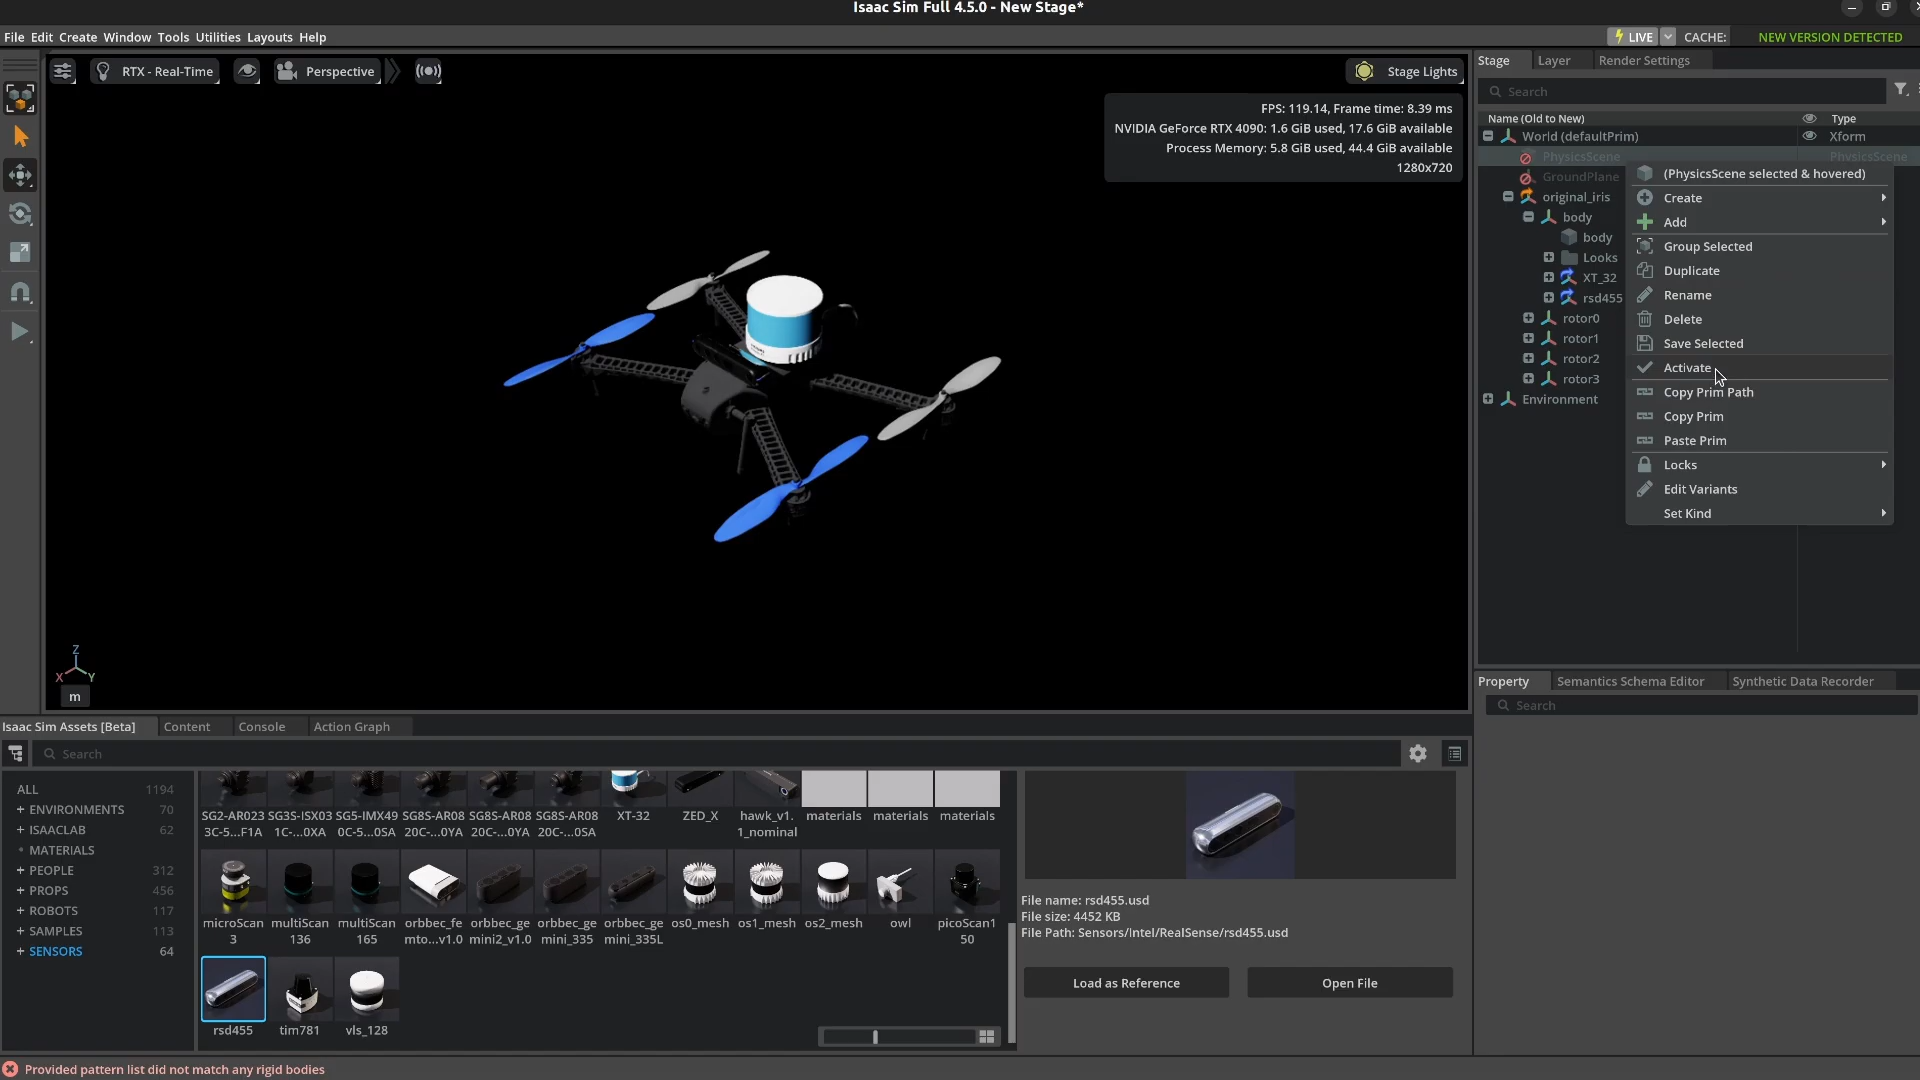 Isaac Sim Full 4.5.0 - New Stage*
File Edit Create Window Tools Utilities Layouts Help
LIVE CACHE: NEW VERSION DETECTED
RTX - Real-Time
Perspective
Stage Lights
FPS: 119.14, Frame time: 8.39 ms
NVIDIA GeForce RTX 4090: 1.6 GiB used, 17.6 GiB available
Process Memory: 5.8 GiB used, 44.4 GiB available
1280x720
Z
X Y
m
Stage Layer Render Settings
Search
Name (Old to New) Type
World (defaultPrim) Xform
PhysicsScene PhysicsScene
GroundPlane
original_iris
body
body
Looks
XT_32
rsd455
rotor0
rotor1
rotor2
rotor3
Environment
(PhysicsScene selected & hovered)
Create
Add
Group Selected
Duplicate
Rename
Delete
Save Selected
Activate
Copy Prim Path
Copy Prim
Paste Prim
Locks
Edit Variants
Set Kind
Property Semantics Schema Editor Synthetic Data Recorder
Search
Isaac Sim Assets [Beta] Content Console Action Graph
Search
ALL 1194
+ ENVIRONMENTS 70
+ ISAACLAB 62
• MATERIALS
+ PEOPLE 312
+ PROPS 456
+ ROBOTS 117
+ SAMPLES 113
+ SENSORS 64
SG2-AR023 SG3S-ISX03 SG5-IMX49 SG8S-AR08 SG8S-AR08 SG8S-AR08 XT-32 ZED_X hawk_v1. materials materials materials
3C-5...F1A 1C-...0XA 0C-5...0SA 20C-...0YA 20C-...0YA 20C-...0SA 1_nominal
microScan multiScan multiScan orbbec_fe orbbec_ge orbbec_ge orbbec_ge os0_mesh os1_mesh os2_mesh owl picoScan1
3 136 165 mto...v1.0 mini2_v1.0 mini_335 mini_335L 50
rsd455 tim781 vls_128
File name: rsd455.usd
File size: 4452 KB
File Path: Sensors/Intel/RealSense/rsd455.usd
Load as Reference Open File
Provided pattern list did not match any rigid bodies